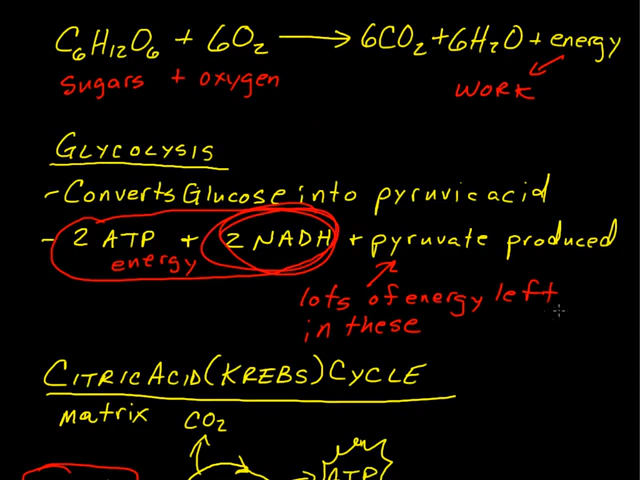 C6H12O6 + 6O2 → 6CO2 + 6H2O + energy
Sugars + oxygen
WORK
GLYCOLYSIS
- Converts Glucose into pyruvic acid
- 2 ATP + 2 NADH + pyruvate produced
energy
lots of energy left
in these
CITRIC ACID (KREBS) CYCLE
matrix
CO2
ATP